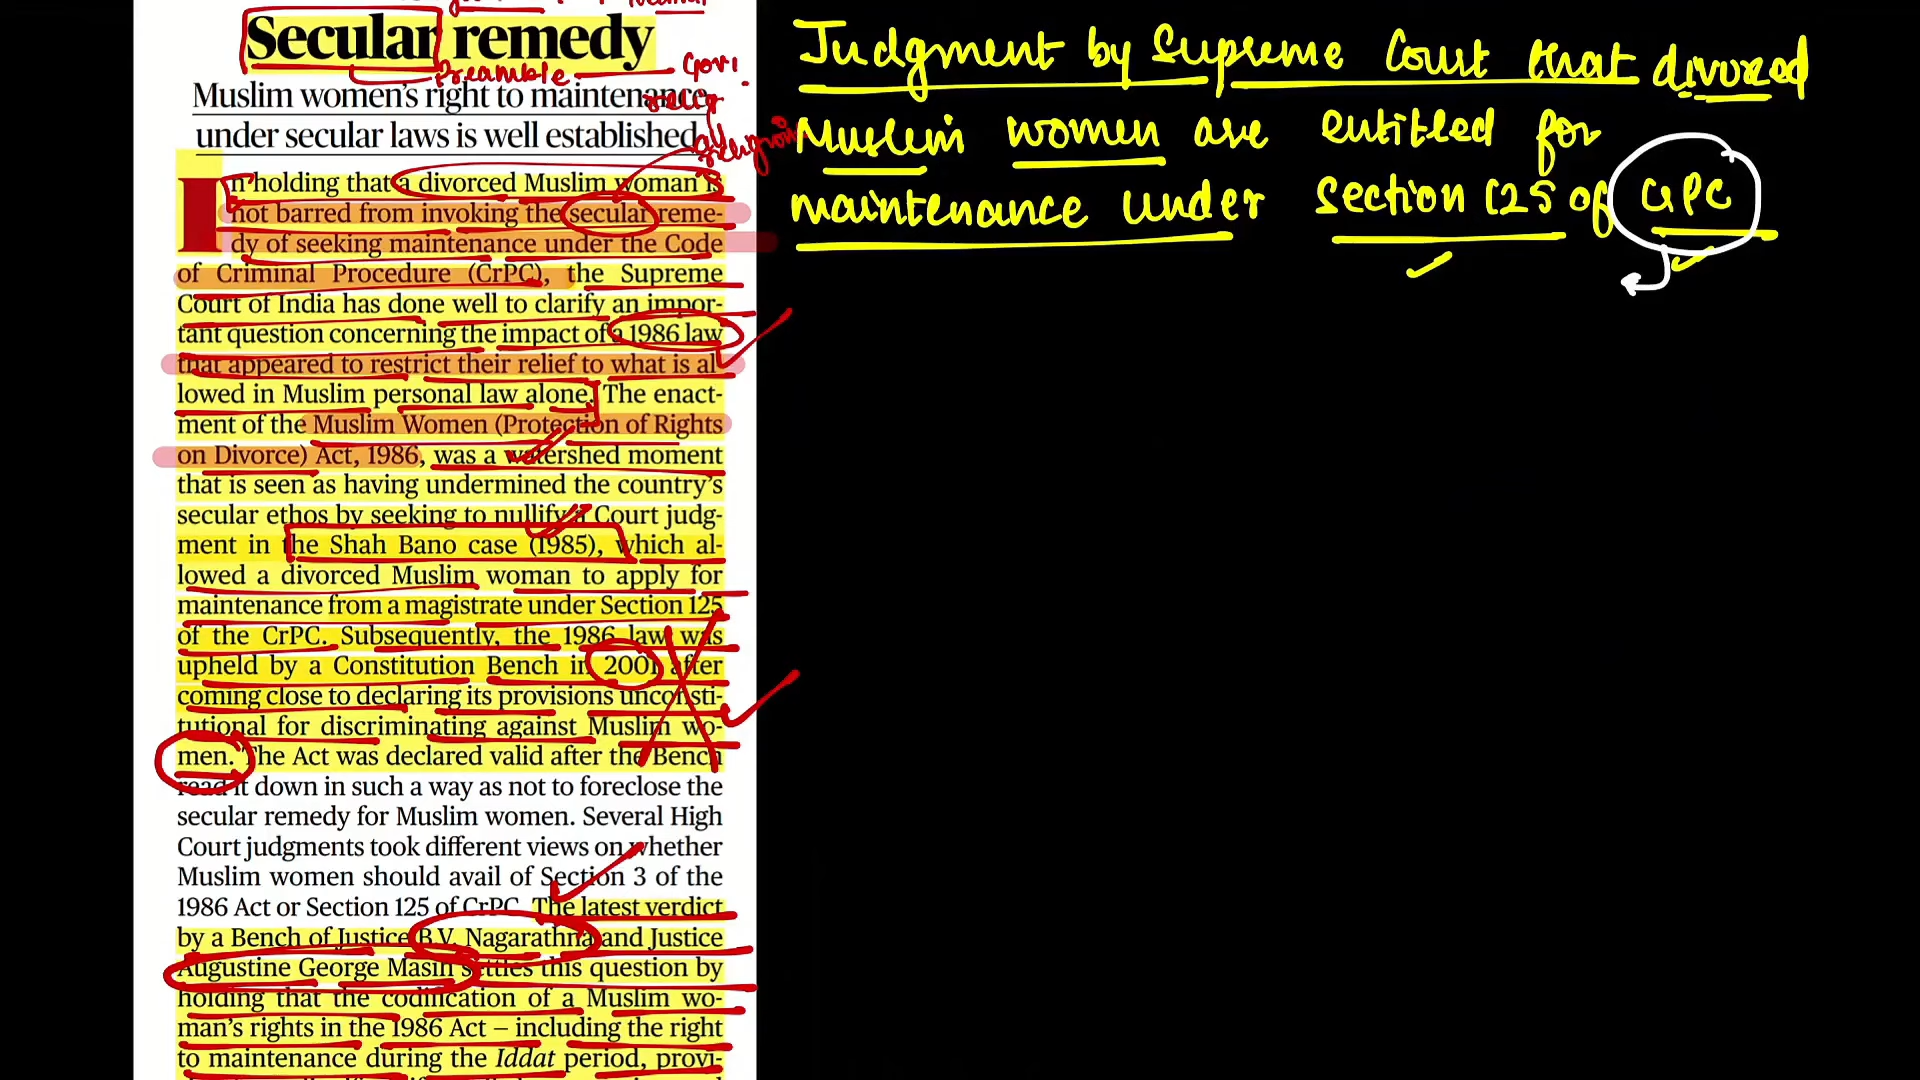 Secular remedy
Preamble
Govt
Muslim women's right to maintenance
under secular laws is well established
In holding that a divorced Muslim woman is
not barred from invoking the secular reme-
dy of seeking maintenance under the Code
of Criminal Procedure (CrPC), the Supreme
Court of India has done well to clarify an impor-
tant question concerning the impact of a 1986 law
that appeared to restrict their relief to what is al-
lowed in Muslim personal law alone. The enact-
ment of the Muslim Women (Protection of Rights
on Divorce) Act, 1986, was a watershed moment
that is seen as having undermined the country's
secular ethos by seeking to nullify a Court judg-
ment in the Shah Bano case (1985), which al-
lowed a divorced Muslim woman to apply for
maintenance from a magistrate under Section 125
of the CrPC. Subsequently, the 1986 law was
upheld by a Constitution Bench in 2001 after
coming close to declaring its provisions unconsti-
tutional for discriminating against Muslim wo-
men. The Act was declared valid after the Bench
read it down in such a way as not to foreclose the
secular remedy for Muslim women. Several High
Court judgments took different views on whether
Muslim women should avail of Section 3 of the
1986 Act or Section 125 of CrPC. The latest verdict
by a Bench of Justice B.V. Nagarathna and Justice
Augustine George Masih settles this question by
holding that the codification of a Muslim wo-
man's rights in the 1986 Act – including the right
to maintenance during the Iddat period, provi-
Judgment by Supreme Court that divorced
Muslim women are entitled for
maintenance under Section 125 of CrPC